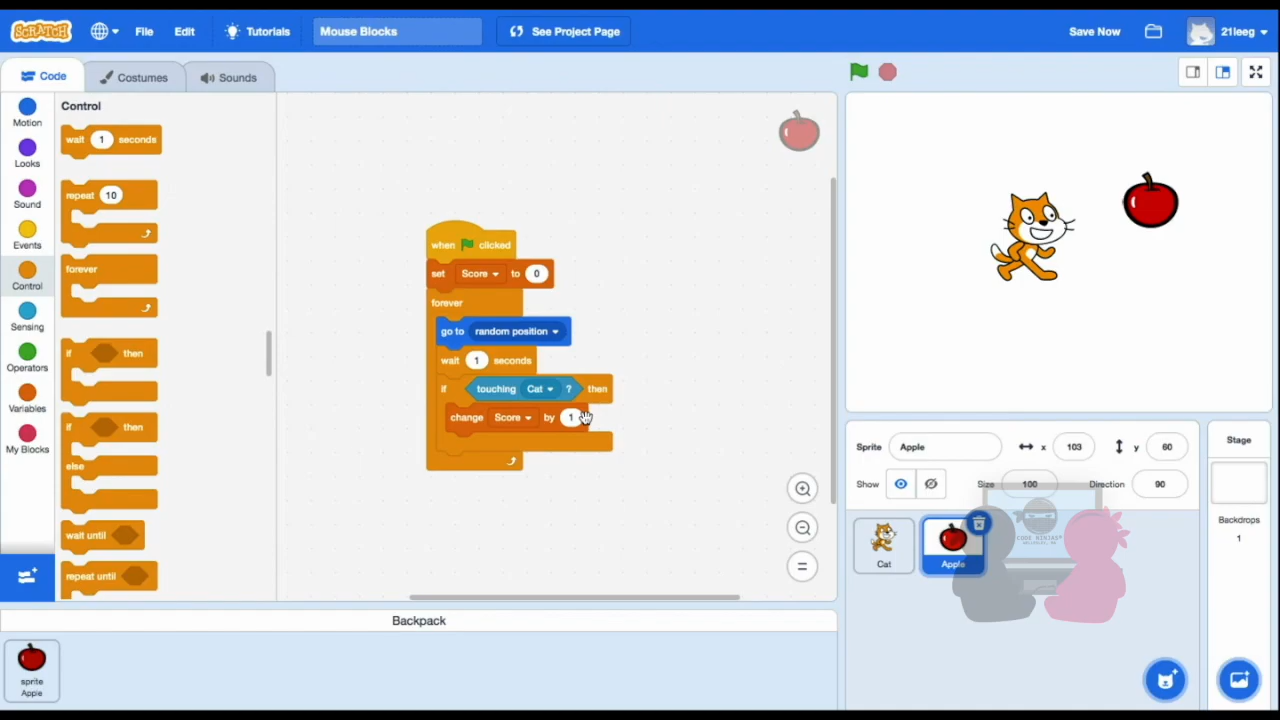 SCRATCH File Edit Tutorials Mouse Blocks See Project Page Save Now 21leeg
Code Costumes Sounds
Motion
Looks
Sound
Events
Control
Sensing
Operators
Variables
My Blocks
Control
wait 1 seconds
repeat 10
forever
if then
if then
else
wait until
repeat until
when clicked
set Score to 0
forever
go to random position
wait 1 seconds
if touching Cat ? then
change Score by 1
Sprite Apple x 103 y 60
Show Size 100 Direction 90
Cat
Apple
CODE NINJAS
Stage
Backdrops
1
Backpack
sprite
Apple